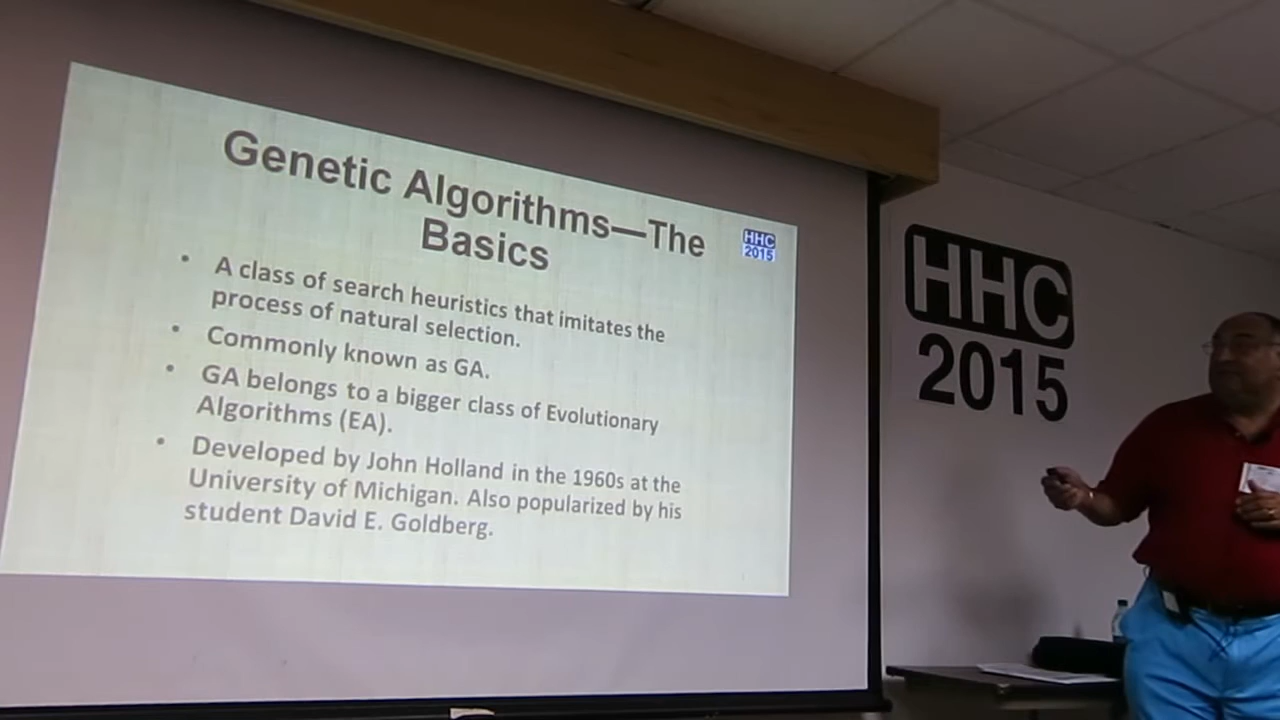 Genetic Algorithms—The
Basics
HHC
2015
• A class of search heuristics that imitates the
process of natural selection.
• Commonly known as GA.
• GA belongs to a bigger class of Evolutionary
Algorithms (EA).
• Developed by John Holland in the 1960s at the
University of Michigan. Also popularized by his
student David E. Goldberg.
HHC
2015